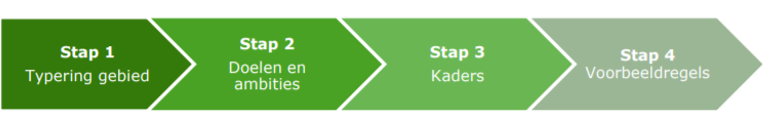 Stap 1
Typering gebied
Stap 2
Doelen en
ambities
Stap 3
Kaders
Stap 4
Voorbeeldregels